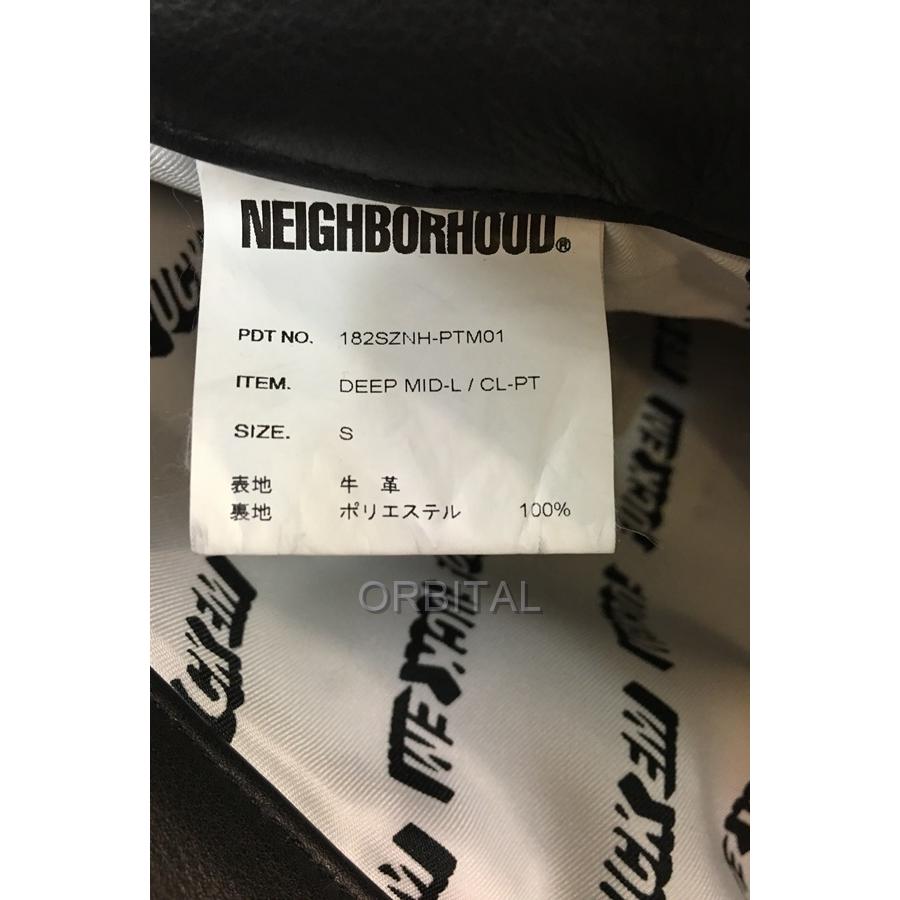 NEIGHBORHOOD®
PDT NO. 182SZNH-PTM01
ITEM. DEEP MID-L / CL-PT
SIZE. S
表地 牛 革
裏地 ポリエステル 100%
ORBITAL